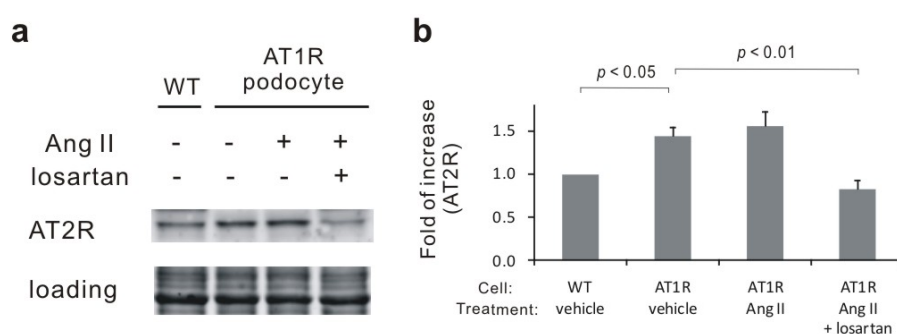 a
AT1R
WT podocyte
Ang II - - + +
losartan - - - +
AT2R
loading
b
p < 0.01
p < 0.05
Fold of increase
(AT2R)
1.5
1.0
0.5
0.0
Cell: WT AT1R AT1R AT1R
Treatment: vehicle vehicle Ang II Ang II
+ losartan